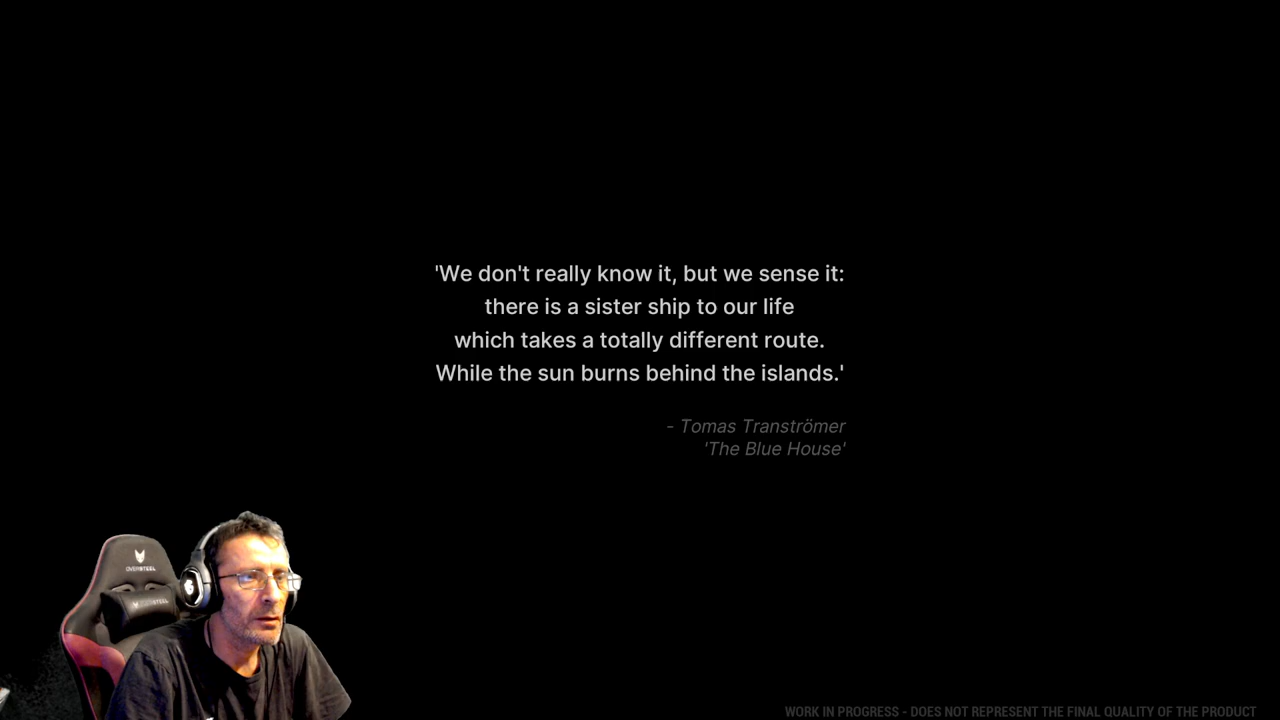 'We don't really know it, but we sense it:
there is a sister ship to our life
which takes a totally different route.
While the sun burns behind the islands.'
- Tomas Tranströmer
'The Blue House'
OVERSTEEL
WORK IN PROGRESS - DOES NOT REPRESENT THE FINAL QUALITY OF THE PRODUCT